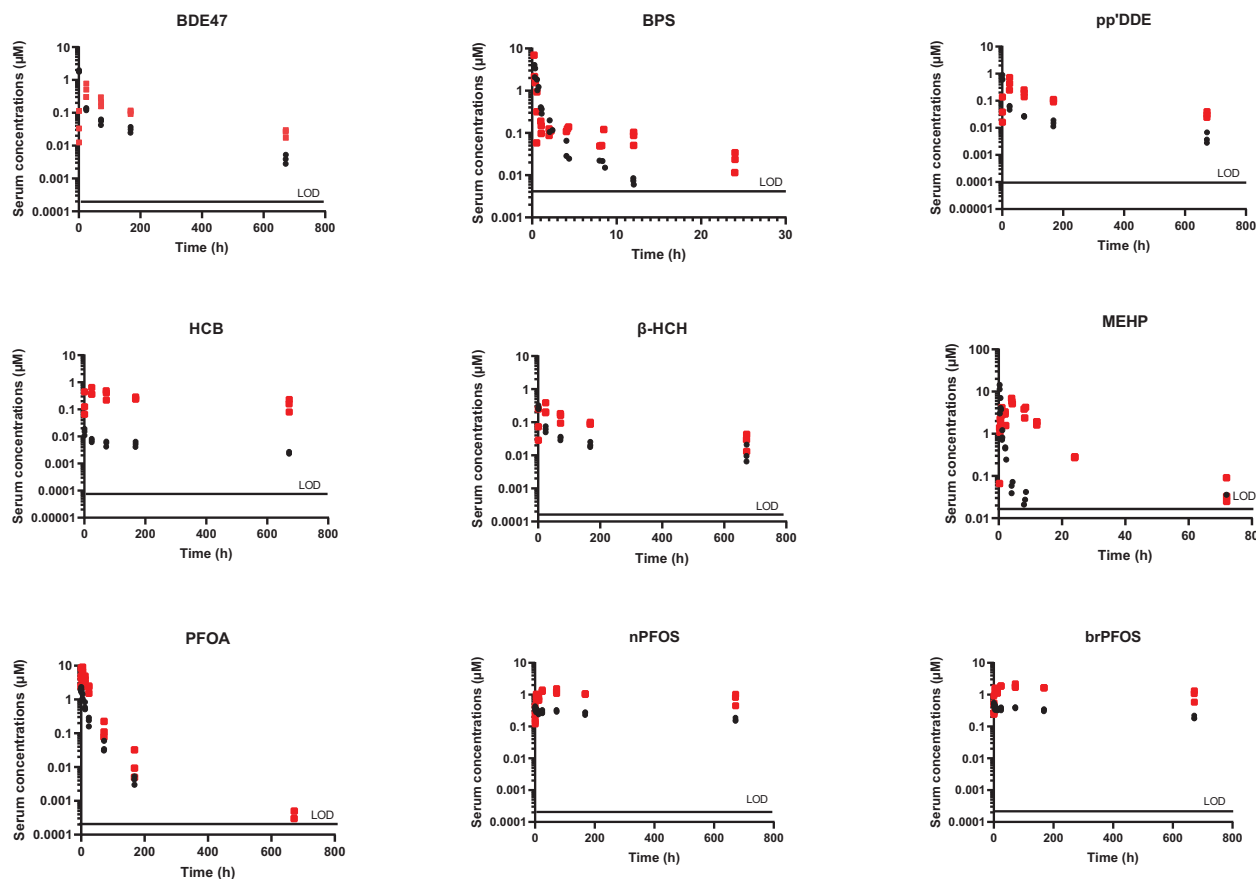 BDE47
Serum concentrations (µM)
10
1
0.1
0.01
0.001
0.0001
LOD
0
200
400
600
800
Time (h)
BPS
Serum concentrations (µM)
10
1
0.1
0.01
0.001
LOD
0
10
20
30
Time (h)
pp'DDE
Serum concentrations (µM)
10
1
0.1
0.01
0.001
0.0001
0.00001
LOD
0
200
400
600
800
Time (h)
HCB
Serum concentrations (µM)
10
1
0.1
0.01
0.001
0.0001
0.00001
LOD
0
200
400
600
800
Time (h)
β-HCH
Serum concentrations (µM)
10
1
0.1
0.01
0.001
0.0001
LOD
0
200
400
600
800
Time (h)
MEHP
Serum concentrations (µM)
100
10
1
0.1
0.01
LOD
0
20
40
60
80
Time (h)
PFOA
Serum concentrations (µM)
10
1
0.1
0.01
0.001
0.0001
LOD
0
200
400
600
800
Time (h)
nPFOS
Serum concentrations (µM)
10
1
0.1
0.01
0.001
0.0001
LOD
0
200
400
600
800
Time (h)
brPFOS
Serum concentrations (µM)
10
1
0.1
0.01
0.001
0.0001
LOD
0
200
400
600
800
Time (h)